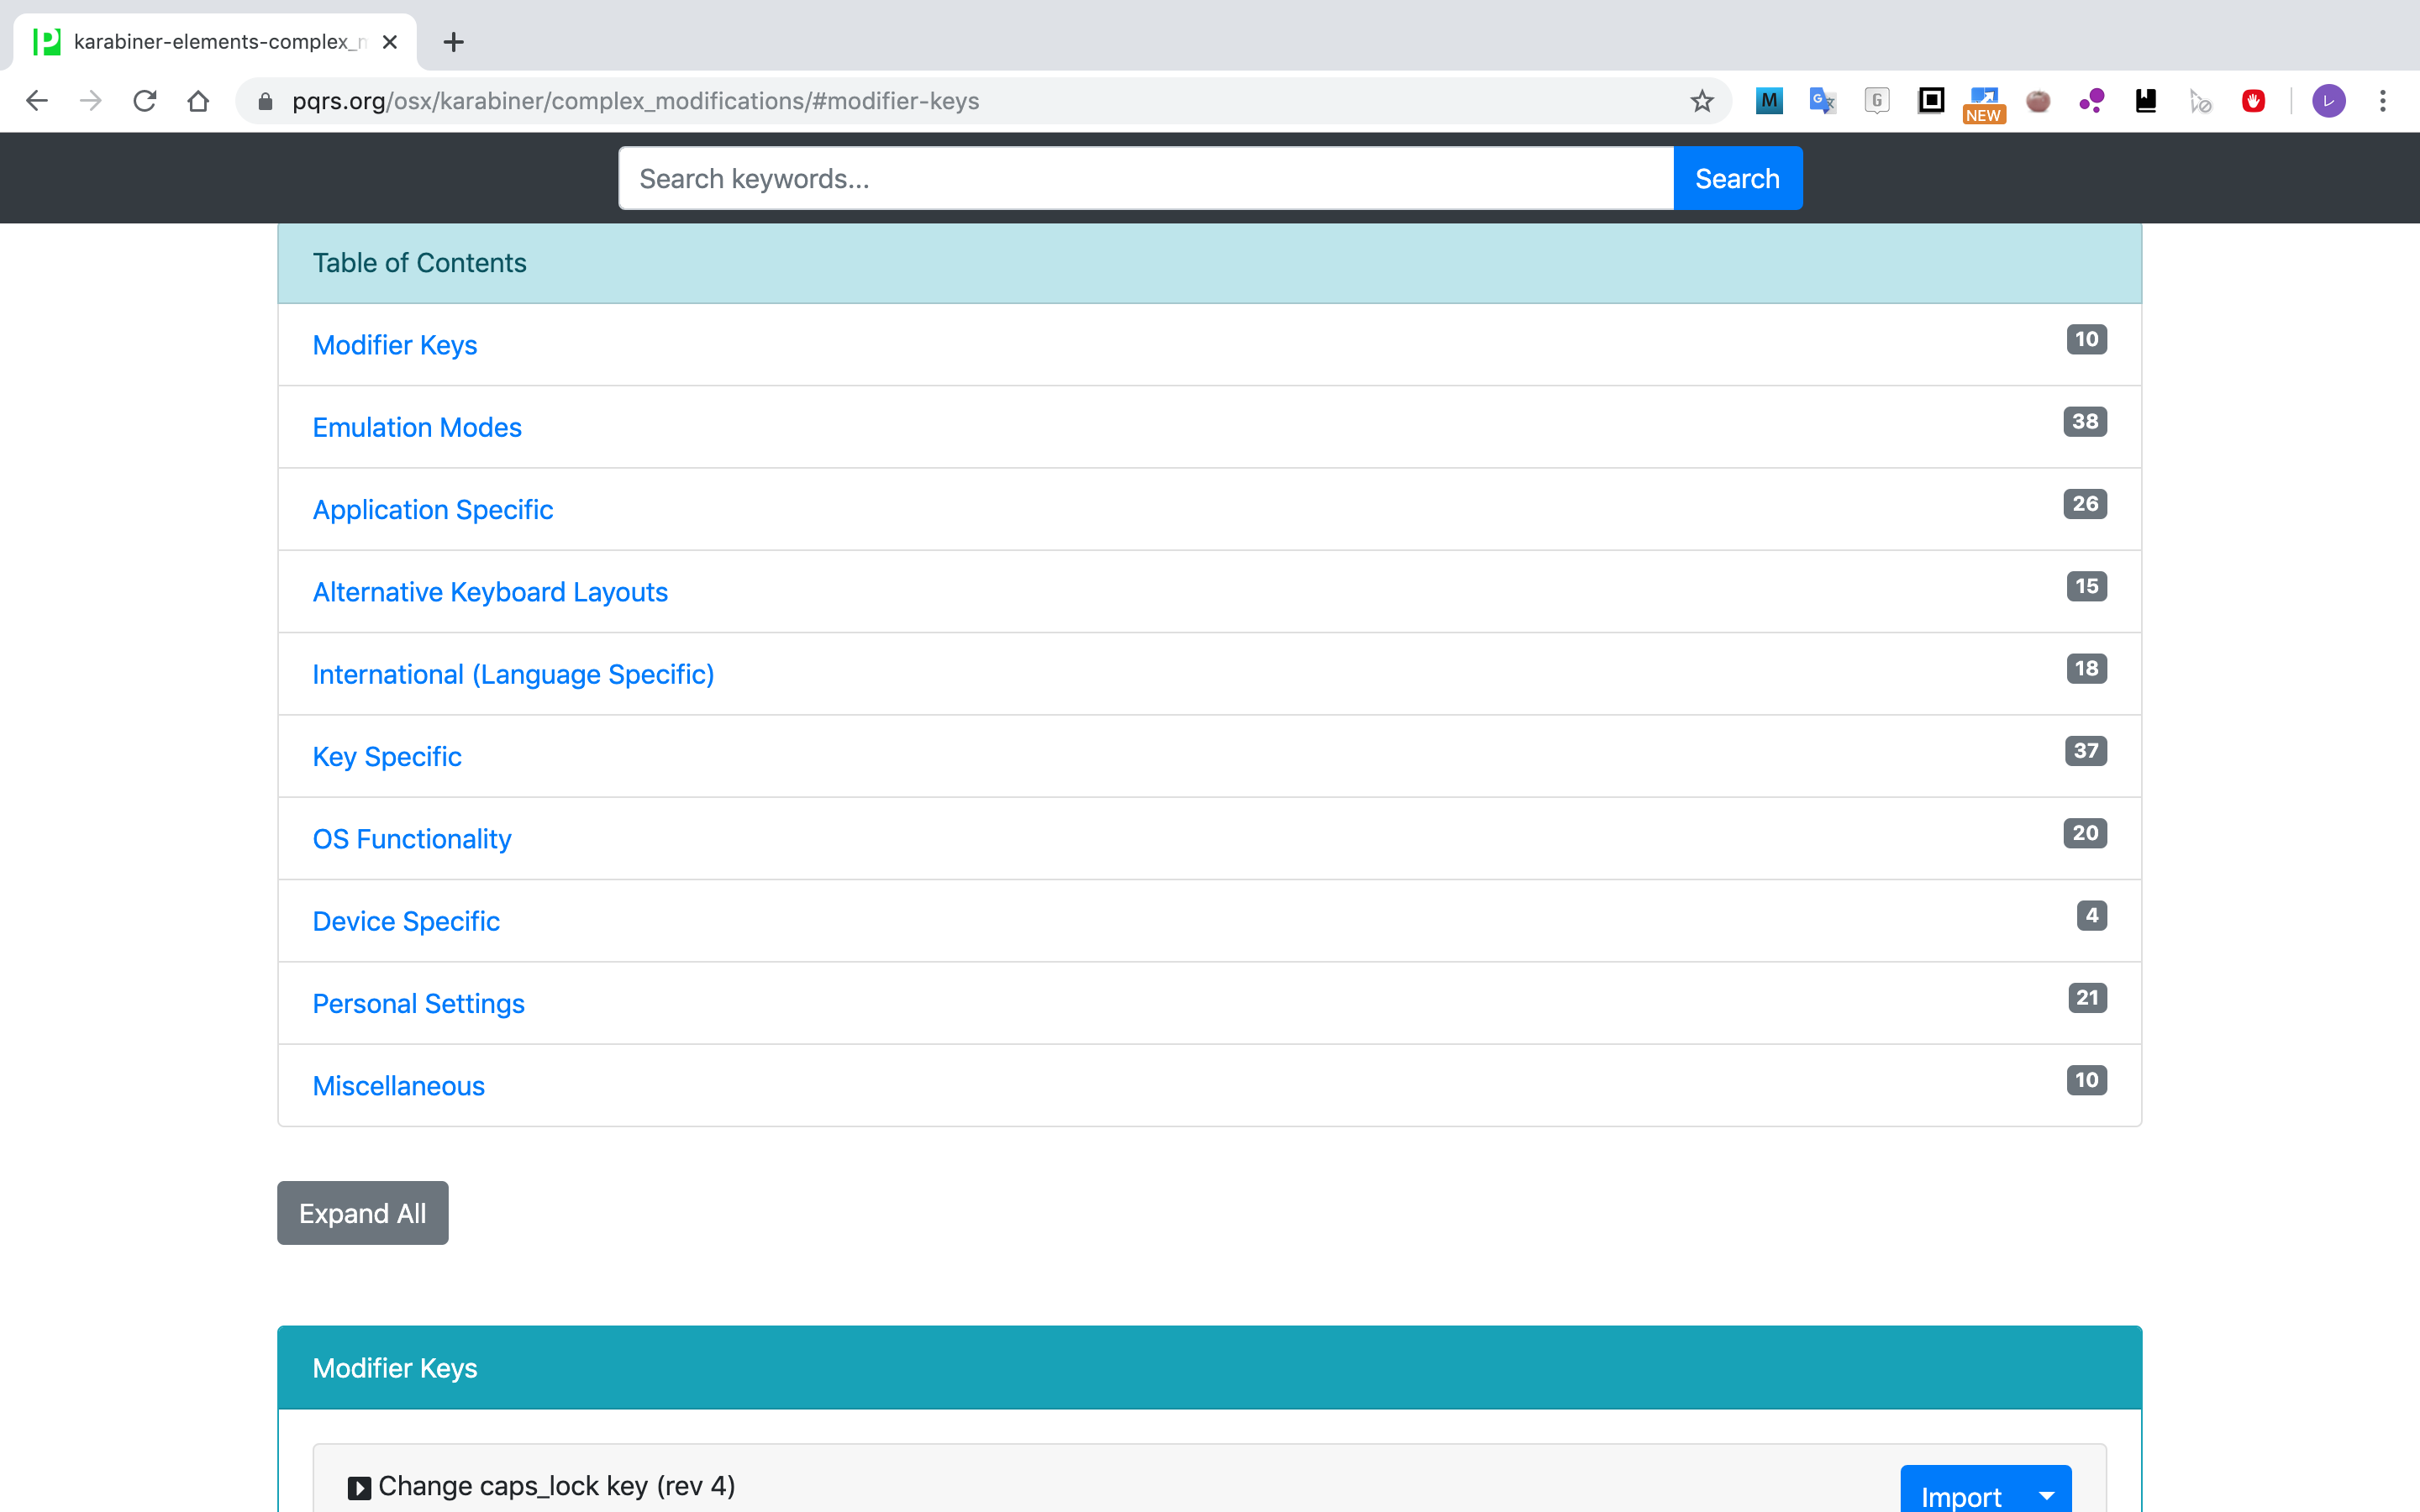 karabiner-elements-complex_m
pqrs.org/osx/karabiner/complex_modifications/#modifier-keys
NEW
Search keywords...
Search
Table of Contents
Modifier Keys 10
Emulation Modes 38
Application Specific 26
Alternative Keyboard Layouts 15
International (Language Specific) 18
Key Specific 37
OS Functionality 20
Device Specific 4
Personal Settings 21
Miscellaneous 10
Expand All
Modifier Keys
Change caps_lock key (rev 4)
Import